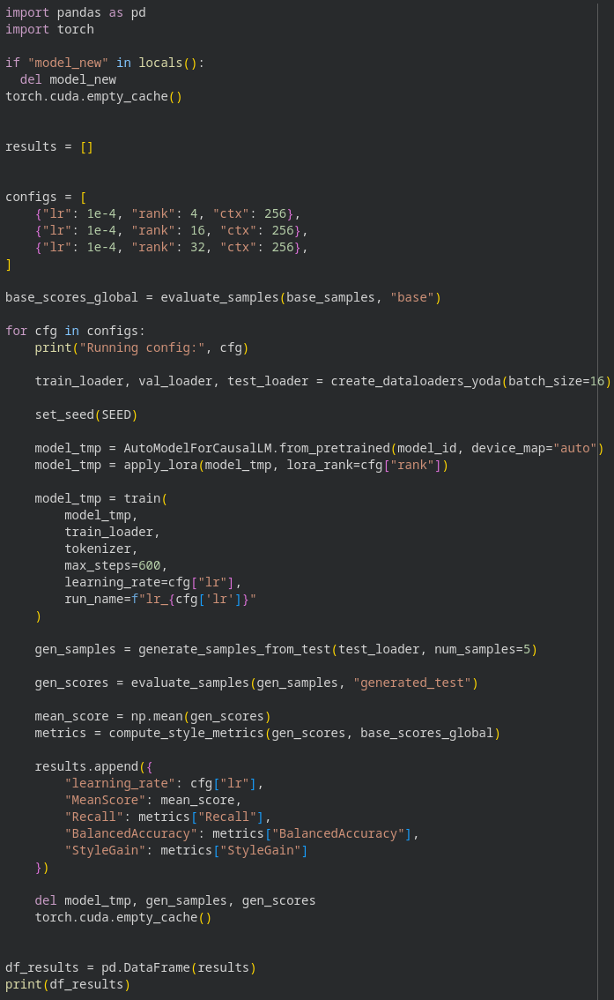 import pandas as pd
import torch

if "model_new" in locals():
  del model_new
torch.cuda.empty_cache()


results = []


configs = [
    {"lr": 1e-4, "rank": 4, "ctx": 256},
    {"lr": 1e-4, "rank": 16, "ctx": 256},
    {"lr": 1e-4, "rank": 32, "ctx": 256},
]

base_scores_global = evaluate_samples(base_samples, "base")

for cfg in configs:
    print("Running config:", cfg)

    train_loader, val_loader, test_loader = create_dataloaders_yoda(batch_size=16)

    set_seed(SEED)

    model_tmp = AutoModelForCausalLM.from_pretrained(model_id, device_map="auto")
    model_tmp = apply_lora(model_tmp, lora_rank=cfg["rank"])

    model_tmp = train(
        model_tmp,
        train_loader,
        tokenizer,
        max_steps=600,
        learning_rate=cfg["lr"],
        run_name=f"lr_{cfg['lr']}"
    )

    gen_samples = generate_samples_from_test(test_loader, num_samples=5)

    gen_scores = evaluate_samples(gen_samples, "generated_test")

    mean_score = np.mean(gen_scores)
    metrics = compute_style_metrics(gen_scores, base_scores_global)

    results.append({
        "learning_rate": cfg["lr"],
        "MeanScore": mean_score,
        "Recall": metrics["Recall"],
        "BalancedAccuracy": metrics["BalancedAccuracy"],
        "StyleGain": metrics["StyleGain"]
    })

    del model_tmp, gen_samples, gen_scores
    torch.cuda.empty_cache()


df_results = pd.DataFrame(results)
print(df_results)